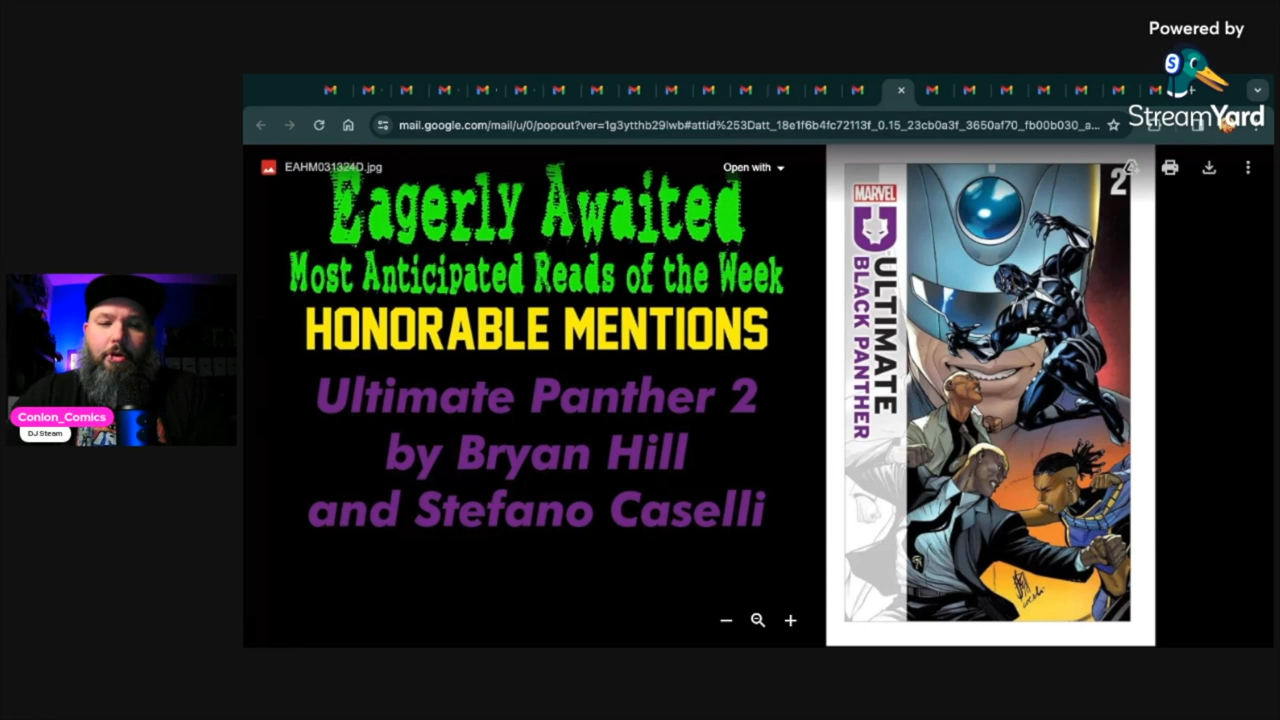 Powered by
StreamYard
mail.google.com/mail/u/0/popout?ver=1g3ytthb29lwb#attid%253Datt_18e1f6b4fc72113f_0.15_23cb0a3f_3650af70_fb00b030_a...
EAHM031324D.jpg
Open with
Eagerly Awaited
Most Anticipated Reads of the Week
HONORABLE MENTIONS
Ultimate Panther 2
by Bryan Hill
and Stefano Caselli
MARVEL
ULTIMATE
BLACK PANTHER
2
Conlon_Comics
DJ Steam